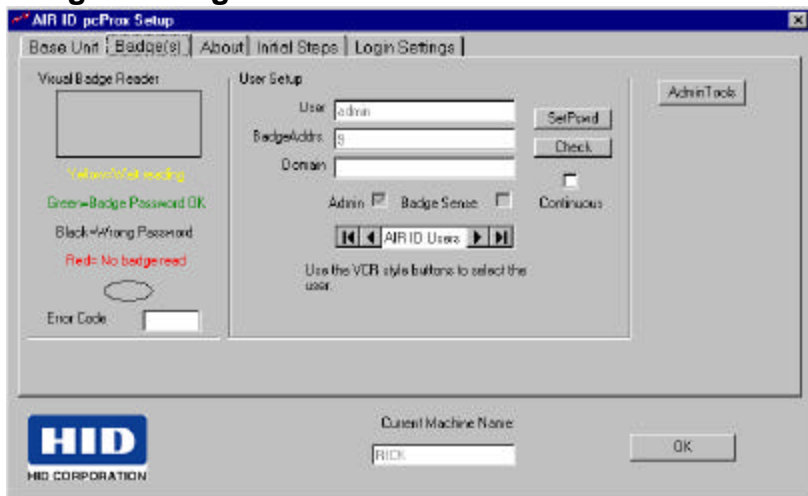 AIR ID pcProx Setup
Base Unit Badge(s) About Initial Steps Login Settings
Visual Badge Reader
Yellow=Wait reading
Green=Badge Password OK
Black=Wrong Password
Red= No badge read
Error Code
User Setup
User admin
BadgeAddrs 9
Domain
SetPswd
Check
Continuous
Admin Badge Sense
AIR ID Users
Use the VCR style buttons to select the
user.
AdminTools
HID
HID CORPORATION
Current Machine Name
RICK
OK